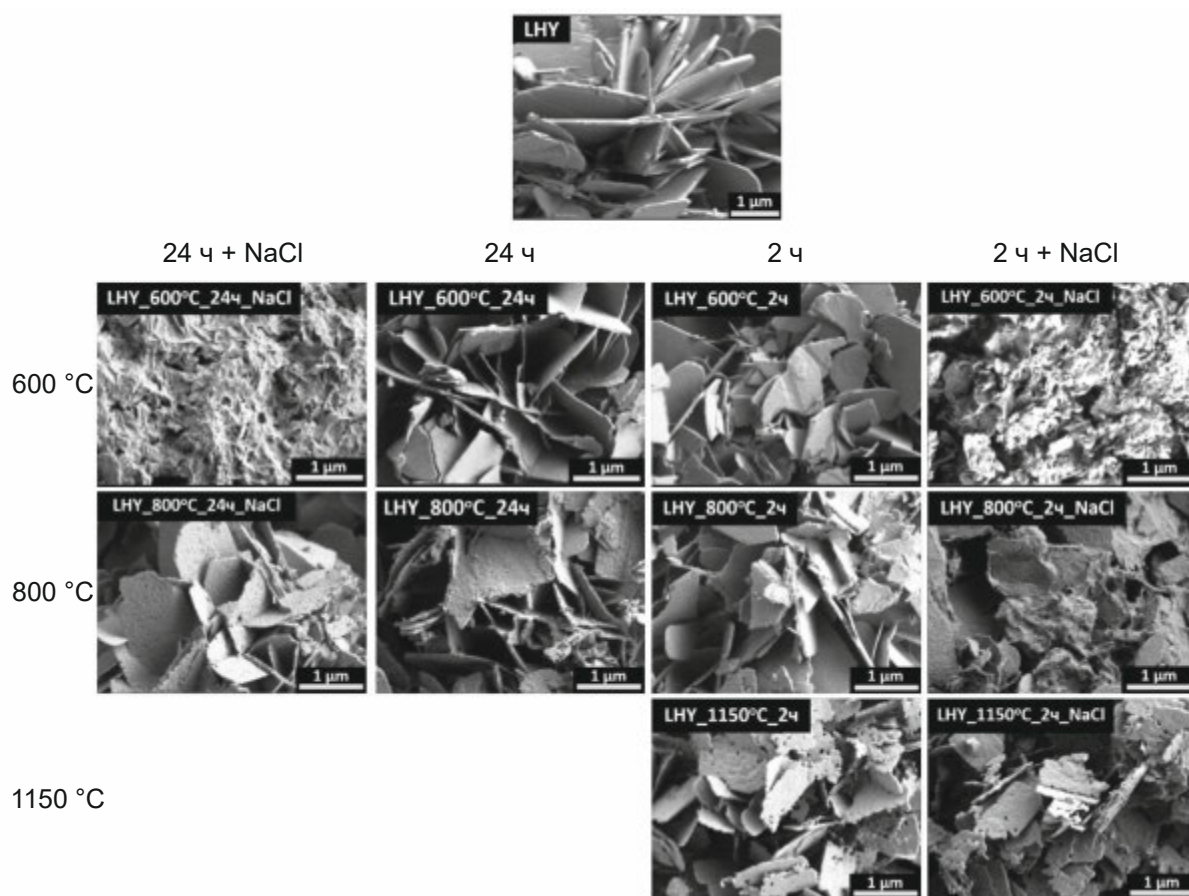 LHY
1 µm
24 ч + NaCl
24 ч
2 ч
2 ч + NaCl
600 °C
LHY_600°C_24ч_NaCl
1 µm
LHY_600°C_24ч
1 µm
LHY_600°C_2ч
1 µm
LHY_600°C_2ч_NaCl
1 µm
800 °C
LHY_800°C_24ч_NaCl
1 µm
LHY_800°C_24ч
1 µm
LHY_800°C_2ч
1 µm
LHY_800°C_2ч_NaCl
1 µm
1150 °C
LHY_1150°C_2ч
1 µm
LHY_1150°C_2ч_NaCl
1 µm